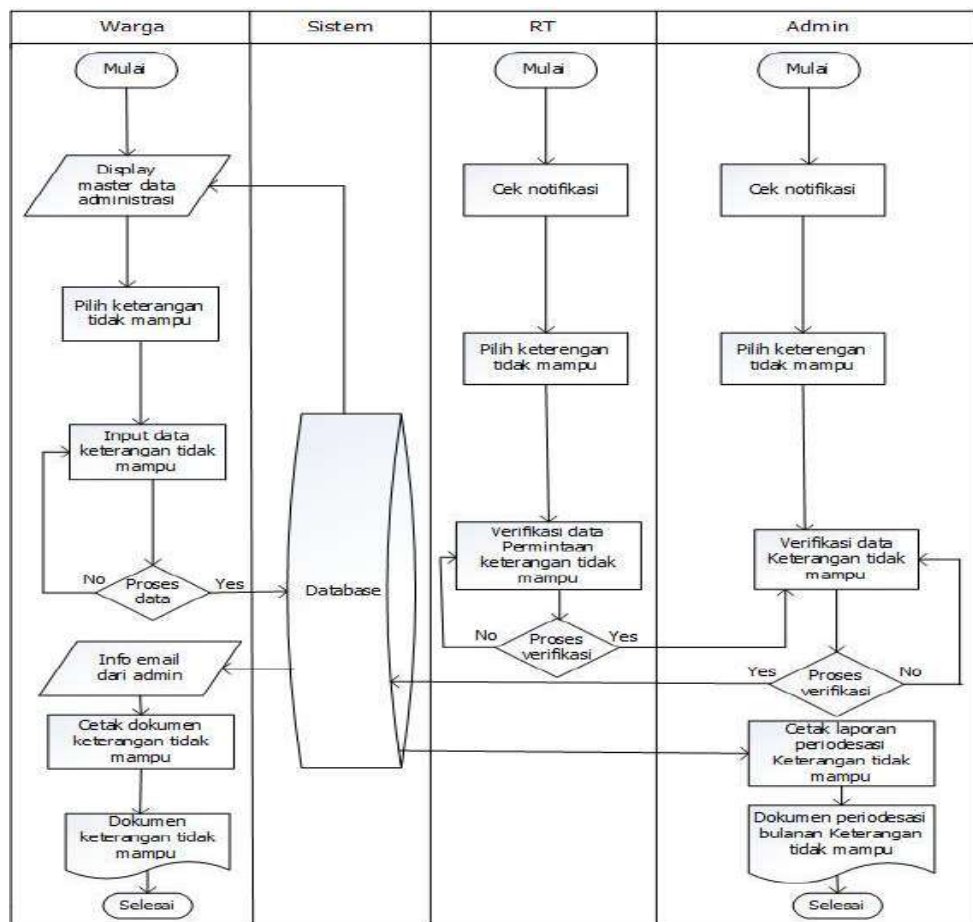 Warga
Sistem
RT
Admin
Mulai
Display
master data
administrasi
Pilih keterangan
tidak mampu
Input data
keterangan tidak
mampu
No
Proses
data
Yes
Info email
dari admin
Cetak dokumen
keterangan tidak
mampu
Dokumen
keterangan tidak
mampu
Selesai
Database
Mulai
Cek notifikasi
Pilih keterengan
tidak mampu
Verifikasi data
Permintaan
keterangan tidak
mampu
No
Proses
verifikasi
Yes
Mulai
Cek notifikasi
Pilih keterengan
tidak mampu
Verifikasi data
Keterangan tidak
mampu
Yes
Proses
verifikasi
No
Cetak laporan
periodesasi
Keterangan tidak
mampu
Dokumen periodesasi
bulanan Keterangan
tidak mampu
Selesai